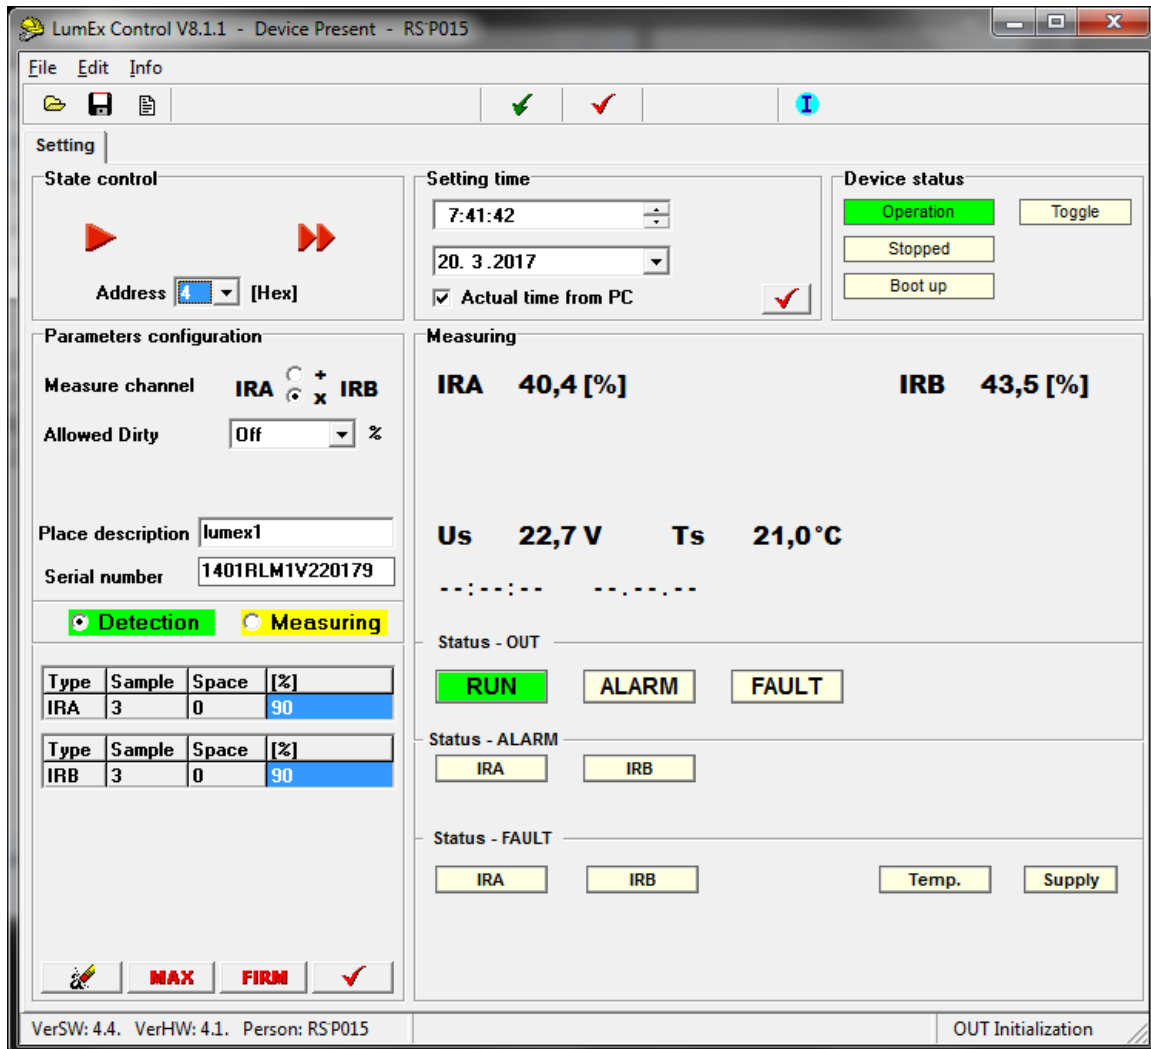 LumEx Control V8.1.1 - Device Present - RS'P015
File Edit Info
I
Setting
State control
Address 4 [Hex]
Setting time
7:41:42
20. 3 .2017
Actual time from PC
Device status
Operation Toggle
Stopped
Boot up
Parameters configuration
Measure channel IRA + x IRB
Allowed Dirty Off %
Place description lumex1
Serial number 1401RLM1V220179
Detection Measuring
Type Sample Space [%]
IRA 3 0 90
Type Sample Space [%]
IRB 3 0 90
MAX FIRM
Measuring
IRA 40,4 [%] IRB 43,5 [%]
Us 22,7 V Ts 21,0°C
--:--:-- --.--.--
Status - OUT
RUN ALARM FAULT
Status - ALARM
IRA IRB
Status - FAULT
IRA IRB Temp. Supply
VerSW: 4.4. VerHW: 4.1. Person: RS'P015 OUT Initialization